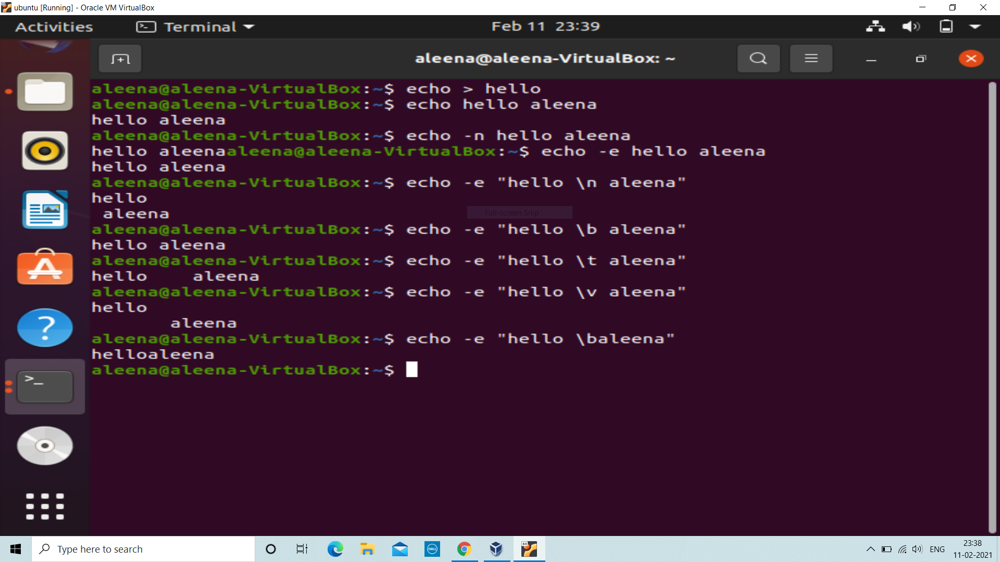 ubuntu [Running] - Oracle VM VirtualBox
Activities Terminal Feb 11 23:39
aleena@aleena-VirtualBox: ~
aleena@aleena-VirtualBox:~$ echo > hello
aleena@aleena-VirtualBox:~$ echo hello aleena
hello aleena
aleena@aleena-VirtualBox:~$ echo -n hello aleena
hello aleenaaleena@aleena-VirtualBox:~$ echo -e hello aleena
hello aleena
aleena@aleena-VirtualBox:~$ echo -e "hello \n aleena"
hello
 aleena
Full-screen Snip
aleena@aleena-VirtualBox:~$ echo -e "hello \b aleena"
hello aleena
aleena@aleena-VirtualBox:~$ echo -e "hello \t aleena"
hello    aleena
aleena@aleena-VirtualBox:~$ echo -e "hello \v aleena"
hello
       aleena
aleena@aleena-VirtualBox:~$ echo -e "hello \baleena"
helloaleena
aleena@aleena-VirtualBox:~$
Type here to search
DELL
64
ENG
23:38
11-02-2021